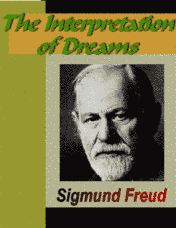 The Interpretation
of Dreams
Sigmund Freud